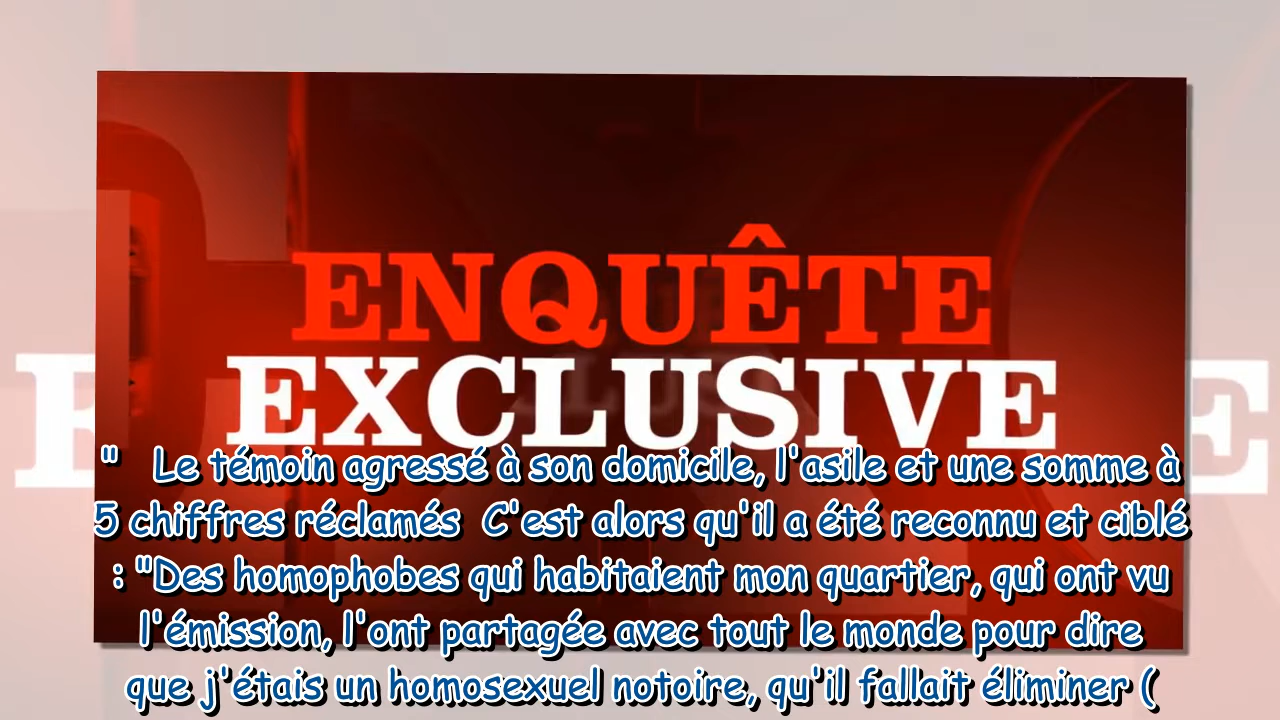 ENQUÊTE
EXCLUSIVE
" Le témoin agressé à son domicile, l'asile et une somme à
5 chiffres réclamés C'est alors qu'il a été reconnu et ciblé
: "Des homophobes qui habitaient mon quartier, qui ont vu
l'émission, l'ont partagée avec tout le monde pour dire
que j'étais un homosexuel notoire, qu'il fallait éliminer (